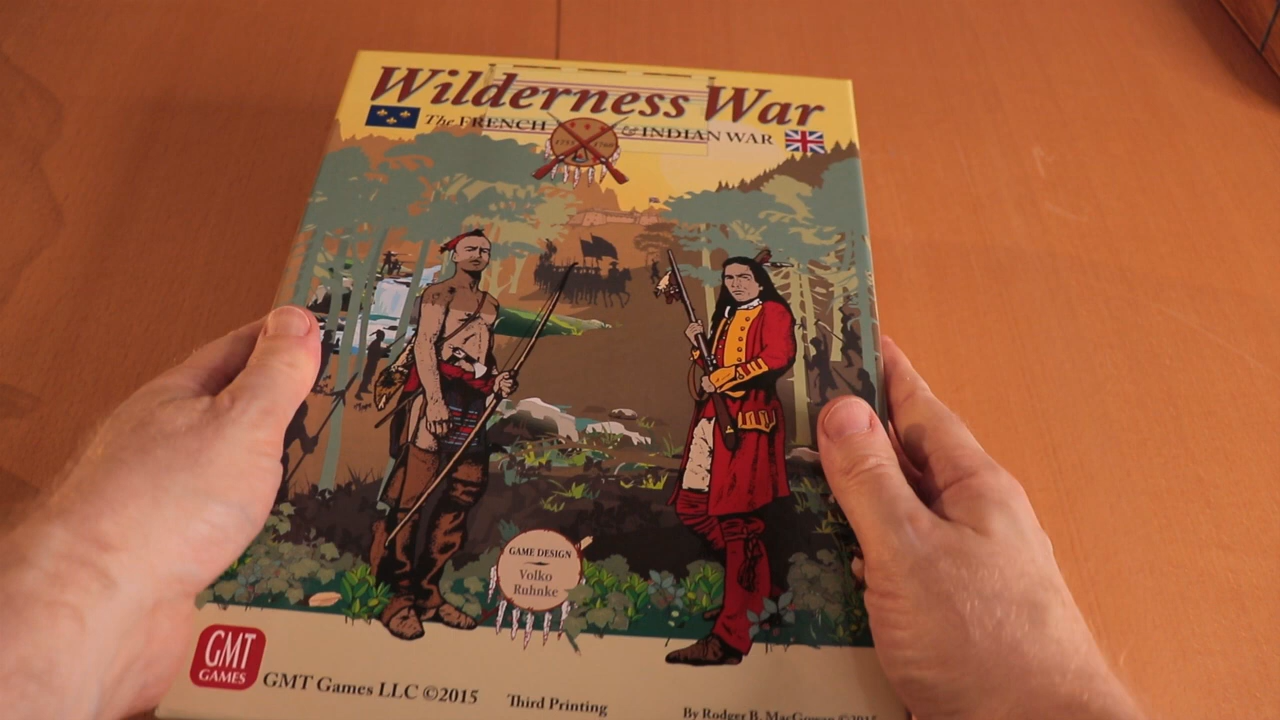 Wilderness War
The FRENCH & INDIAN WAR
1755 1760
GAME DESIGN
Volko
Ruhnke
GMT
GAMES
GMT Games LLC ©2015
Third Printing
By Rodger B. MacGowan ©2015